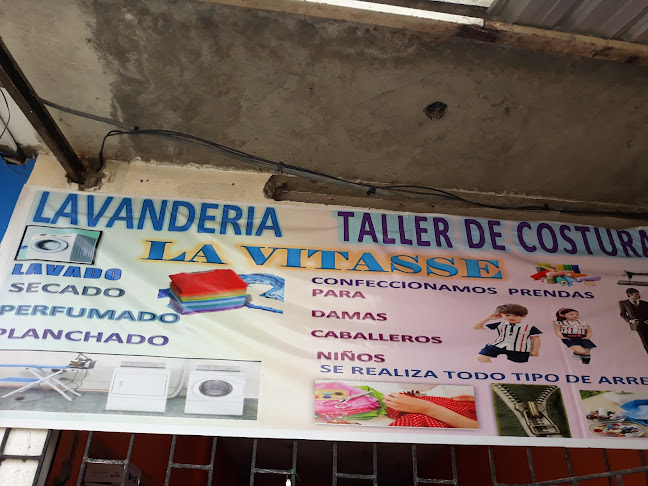 LAVANDERIA
TALLER DE COSTURA
LA VITASSE
LAVADO
SECADO
PERFUMADO
PLANCHADO
CONFECCIONAMOS PRENDAS
PARA
DAMAS
CABALLEROS
NIÑOS
SE REALIZA TODO TIPO DE ARRE